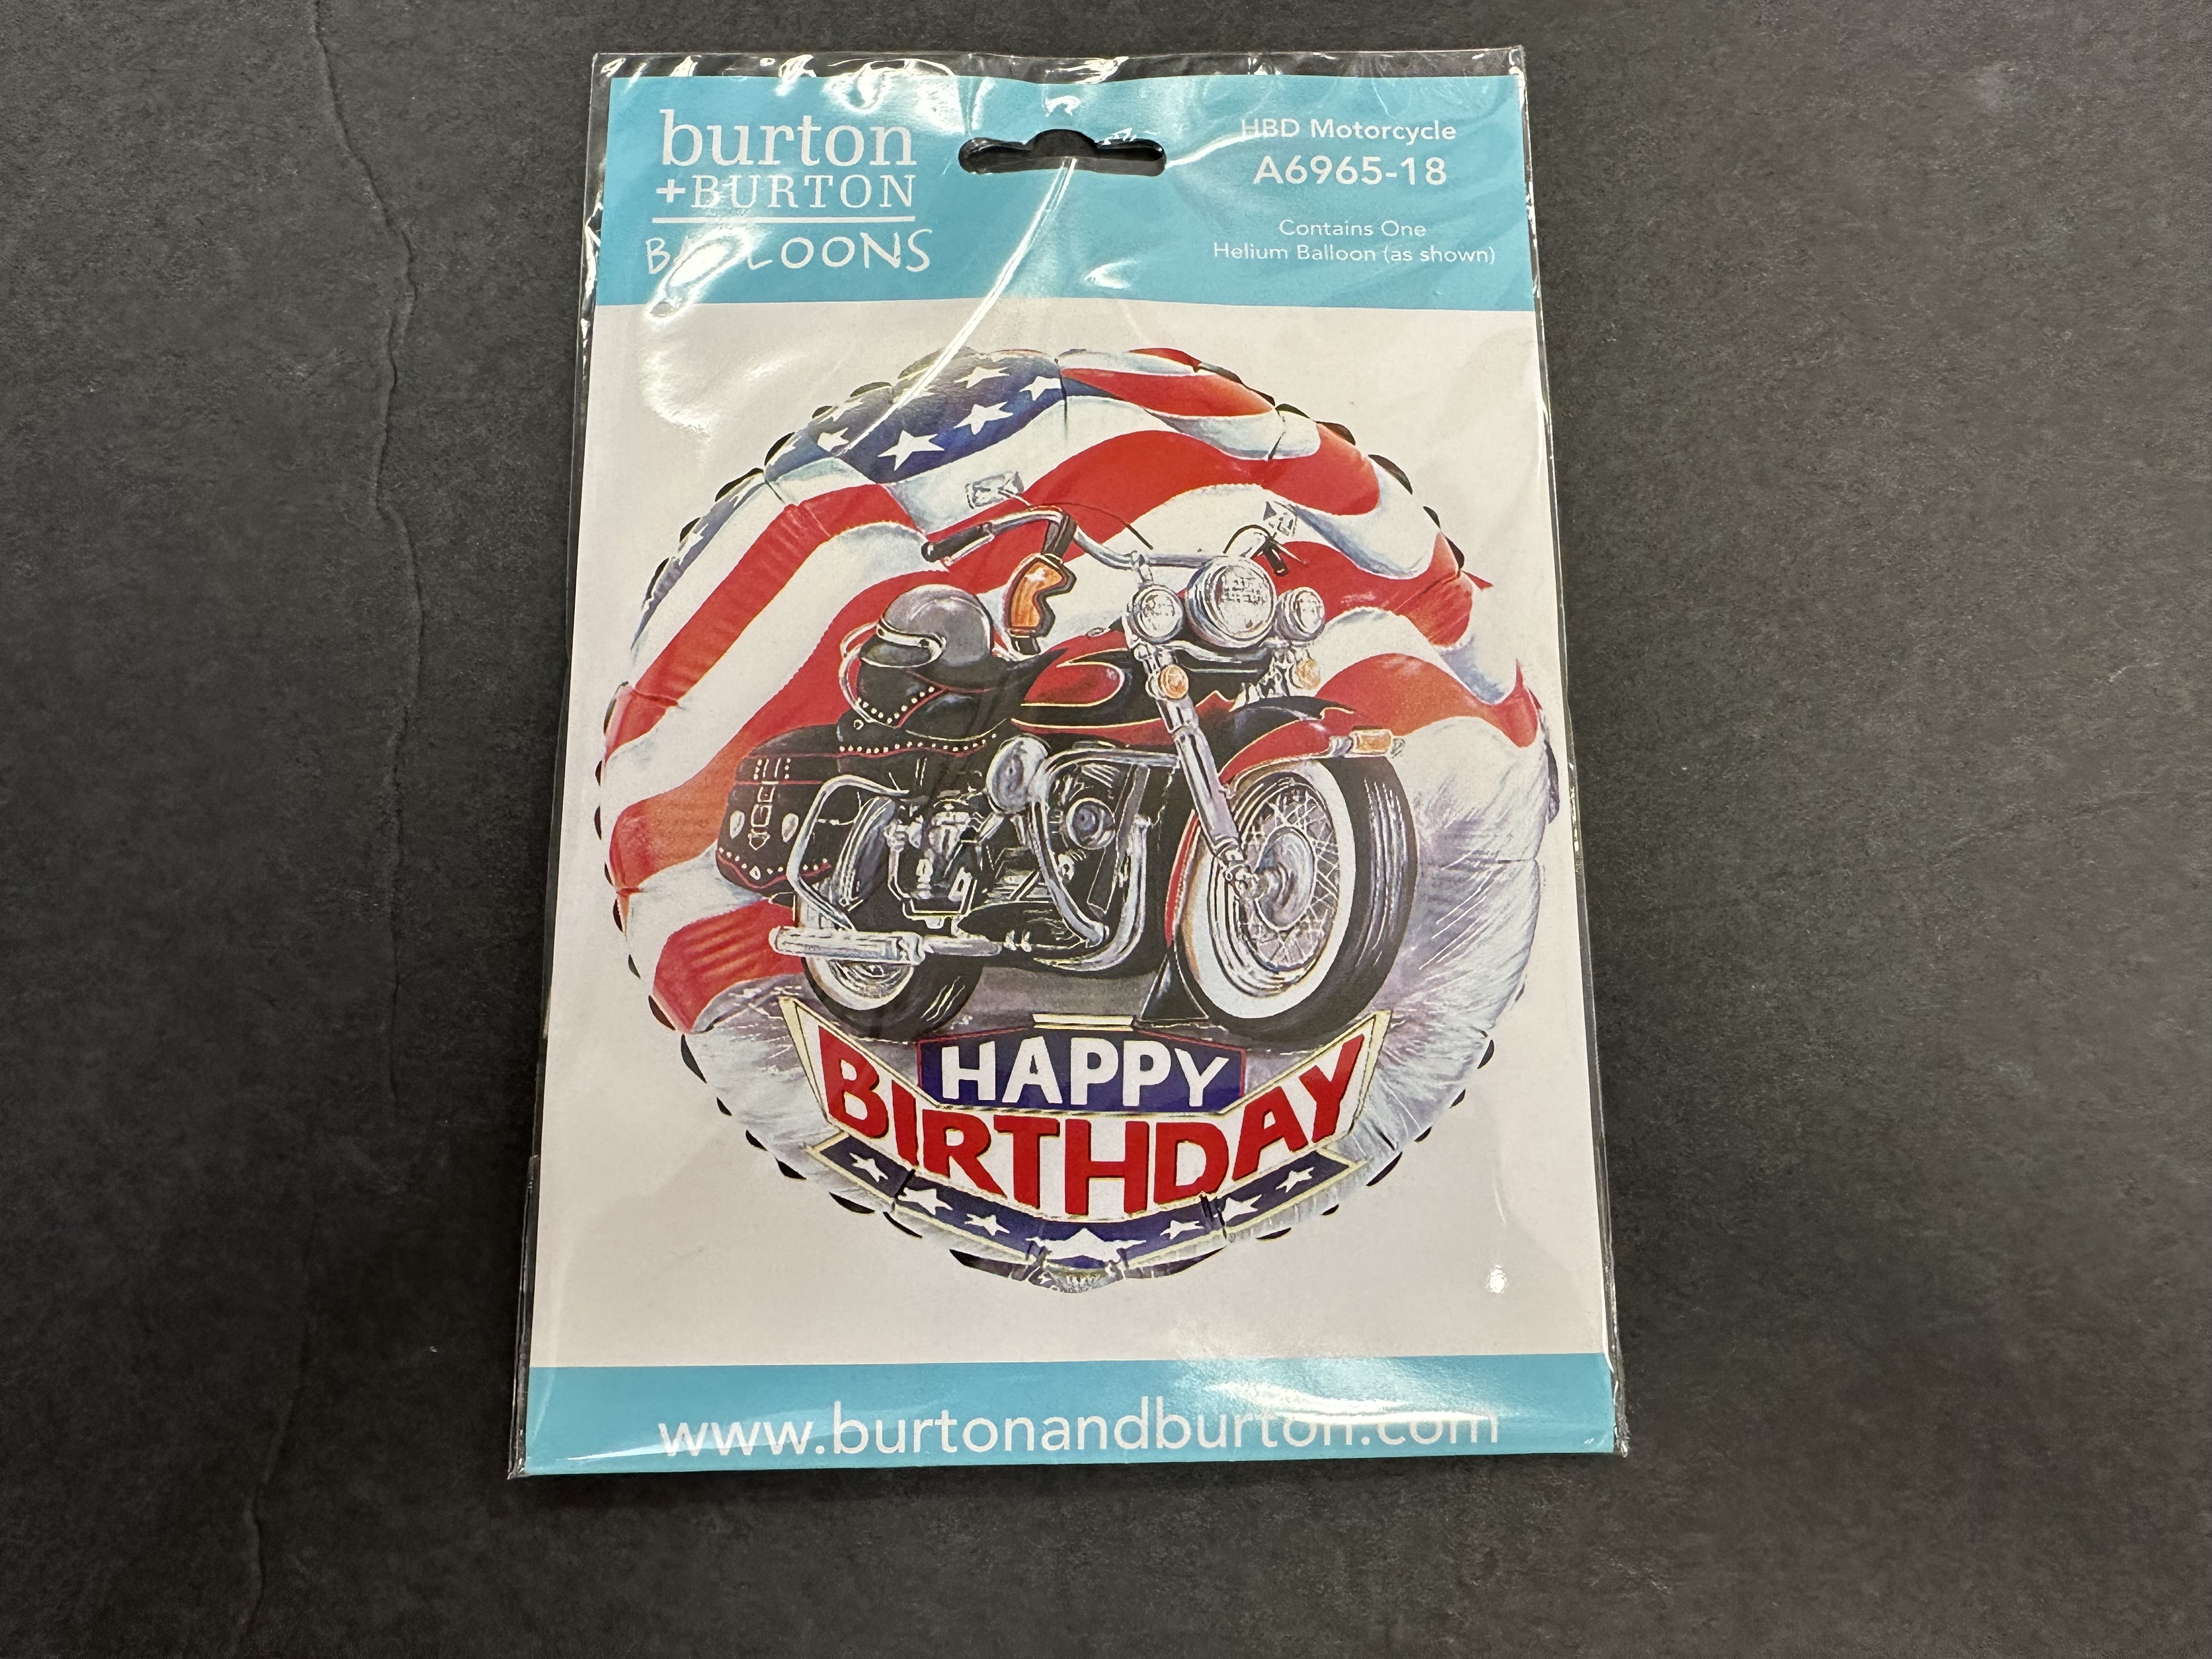 burton
+BURTON
BALLOONS
HBD Motorcycle
A6965-18
Contains One
Helium Balloon (as shown)
HAPPY
BIRTHDAY
www.burtonandburton.com